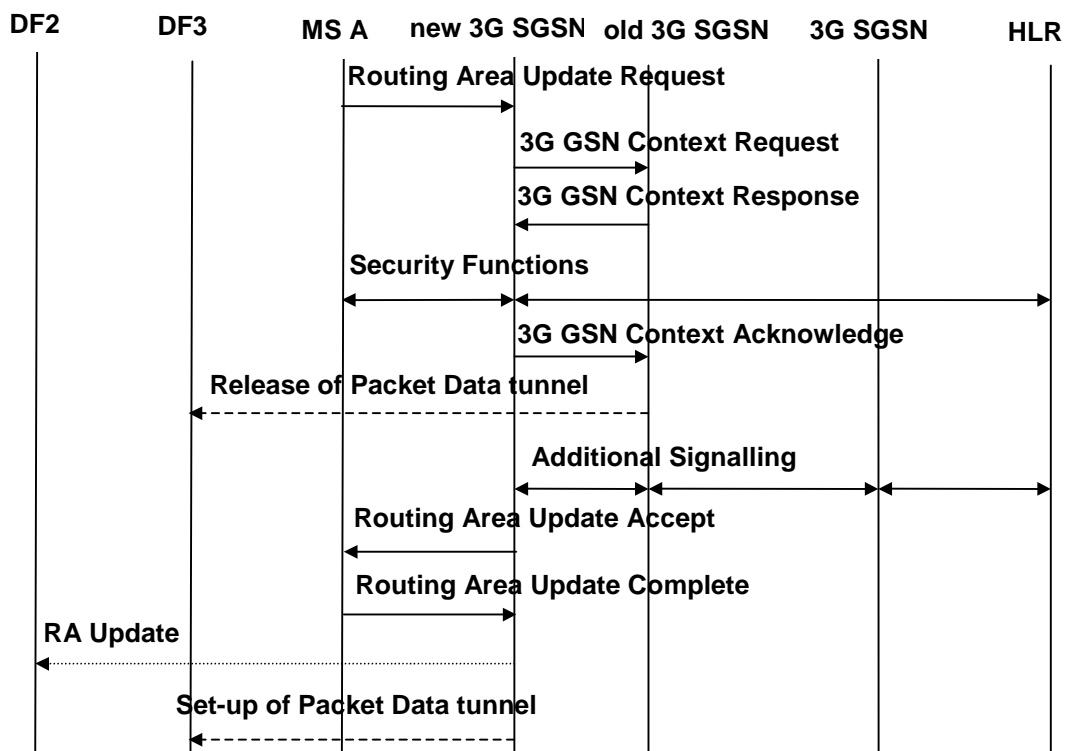 DF2 DF3 MS A new 3G SGSN old 3G SGSN 3G SGSN HLR
Routing Area Update Request
3G GSN Context Request
3G GSN Context Response
Security Functions
3G GSN Context Acknowledge
Release of Packet Data tunnel
Additional Signalling
Routing Area Update Accept
Routing Area Update Complete
RA Update
Set-up of Packet Data tunnel